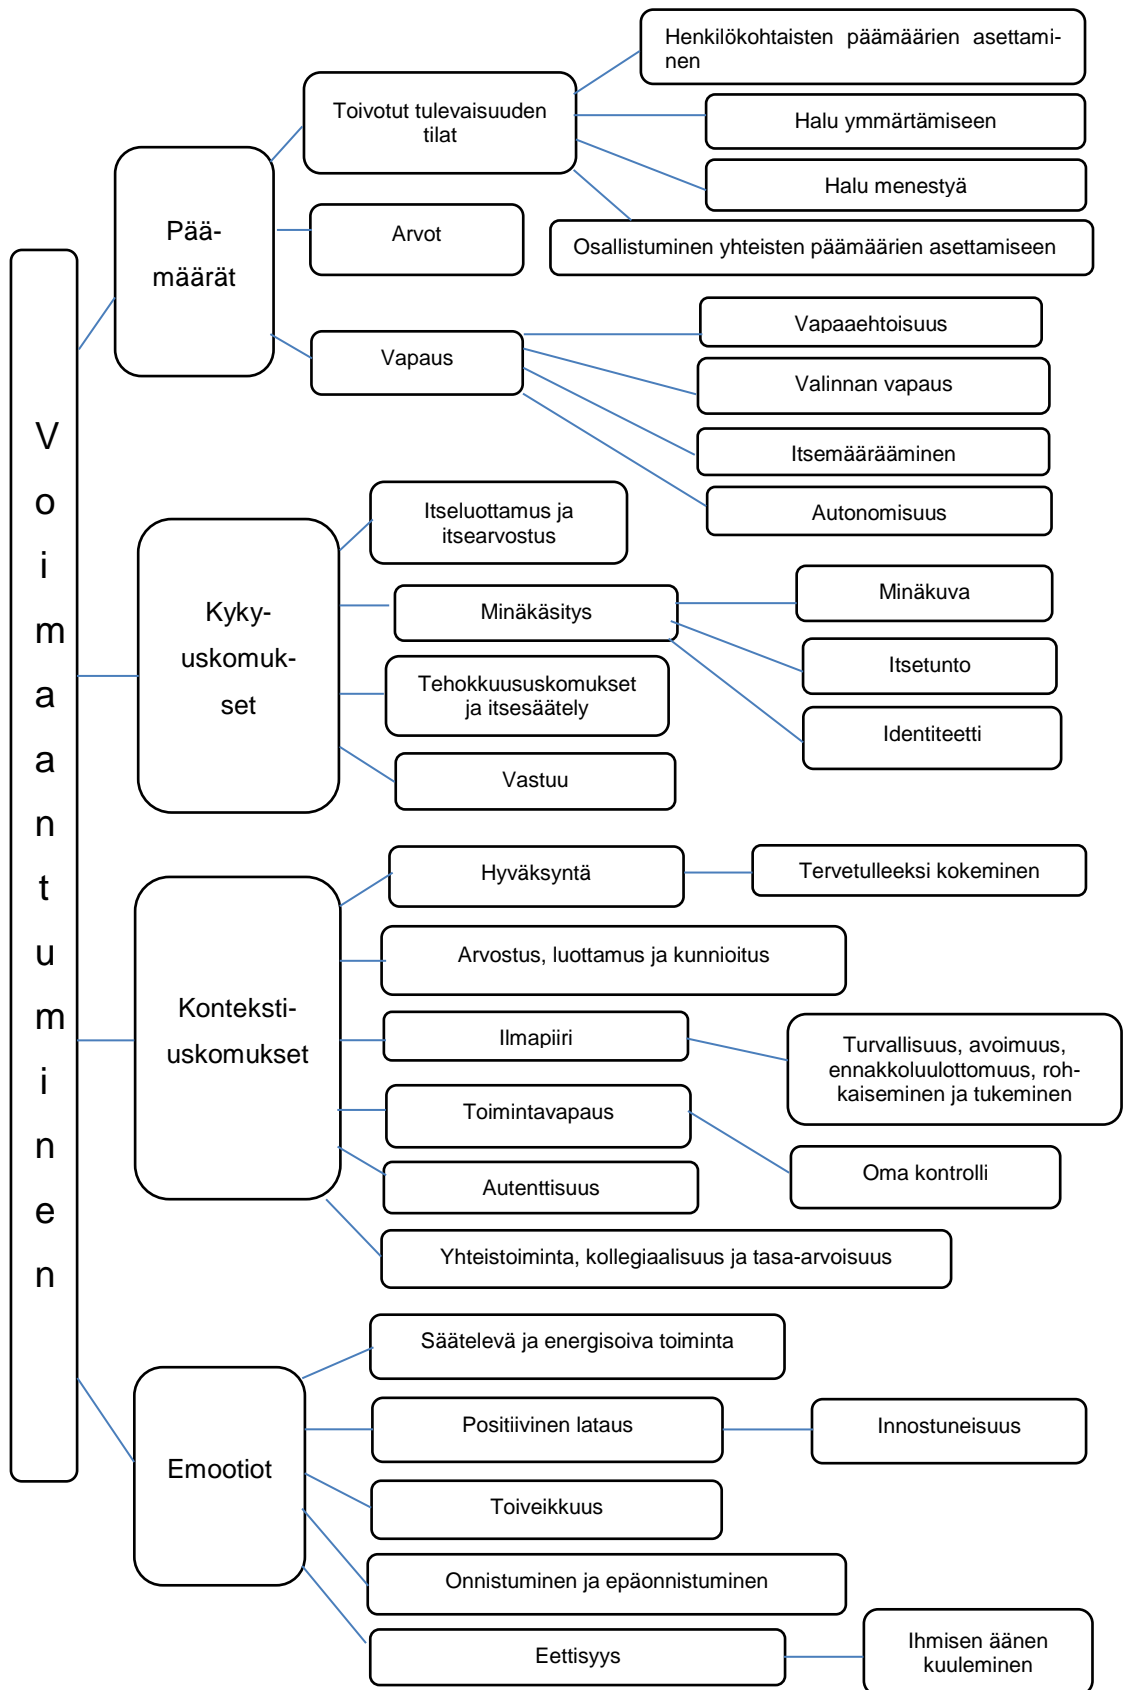 Voimaantuminen
Pää-
määrät
Toivotut tulevaisuuden
tilat
Henkilökohtaisten päämäärien asettami-
nen
Halu ymmärtämiseen
Halu menestyä
Osallistuminen yhteisten päämäärien asettamiseen
Arvot
Vapaus
Vapaaehtoisuus
Valinnan vapaus
Itsemäärääminen
Autonomisuus
Kyky-
uskomuk-
set
Itseluottamus ja
itsearvostus
Minäkäsitys
Minäkuva
Itsetunto
Identiteetti
Tehokkuususkomukset
ja itsesäätely
Vastuu
Konteksti-
uskomukset
Hyväksyntä
Tervetulleeksi kokeminen
Arvostus, luottamus ja kunnioitus
Ilmapiiri
Turvallisuus, avoimuus,
ennakkoluulottomuus, roh-
kaiseminen ja tukeminen
Toimintavapaus
Oma kontrolli
Autenttisuus
Yhteistoiminta, kollegiaalisuus ja tasa-arvoisuus
Emootiot
Säätelevä ja energisoiva toiminta
Positiivinen lataus
Innostuneisuus
Toiveikkuus
Onnistuminen ja epäonnistuminen
Eettisyys
Ihmisen äänen
kuuleminen